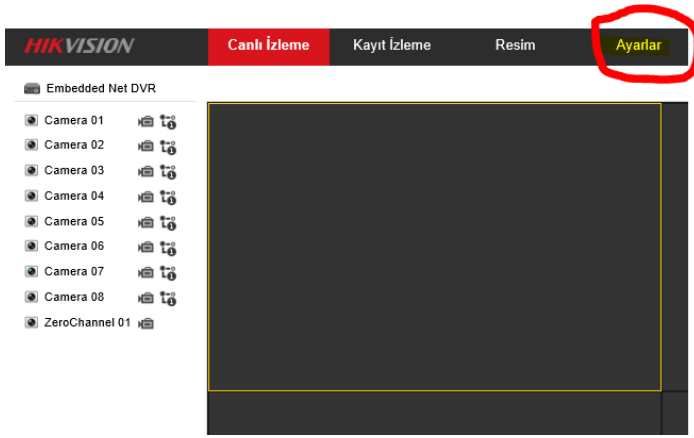 HIKVISION Canlı İzleme Kayıt İzleme Resim Ayarlar
Embedded Net DVR
Camera 01
Camera 02
Camera 03
Camera 04
Camera 05
Camera 06
Camera 07
Camera 08
ZeroChannel 01